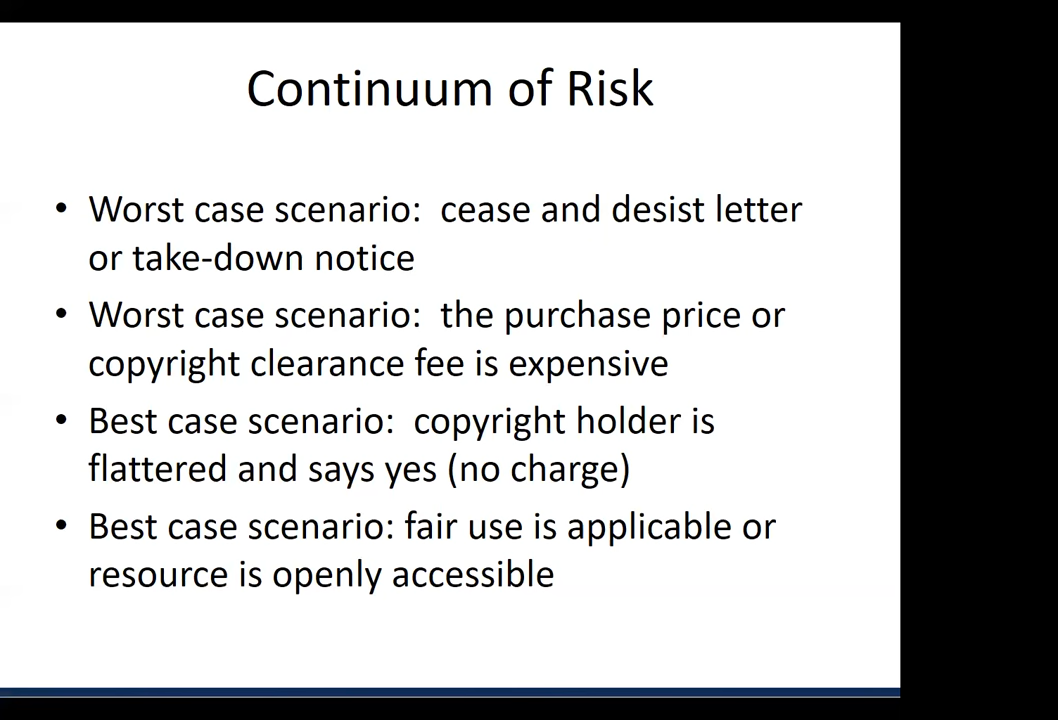 Continuum of Risk
• Worst case scenario:  cease and desist letter
or take-down notice
• Worst case scenario:  the purchase price or
copyright clearance fee is expensive
• Best case scenario:  copyright holder is
flattered and says yes (no charge)
• Best case scenario: fair use is applicable or
resource is openly accessible